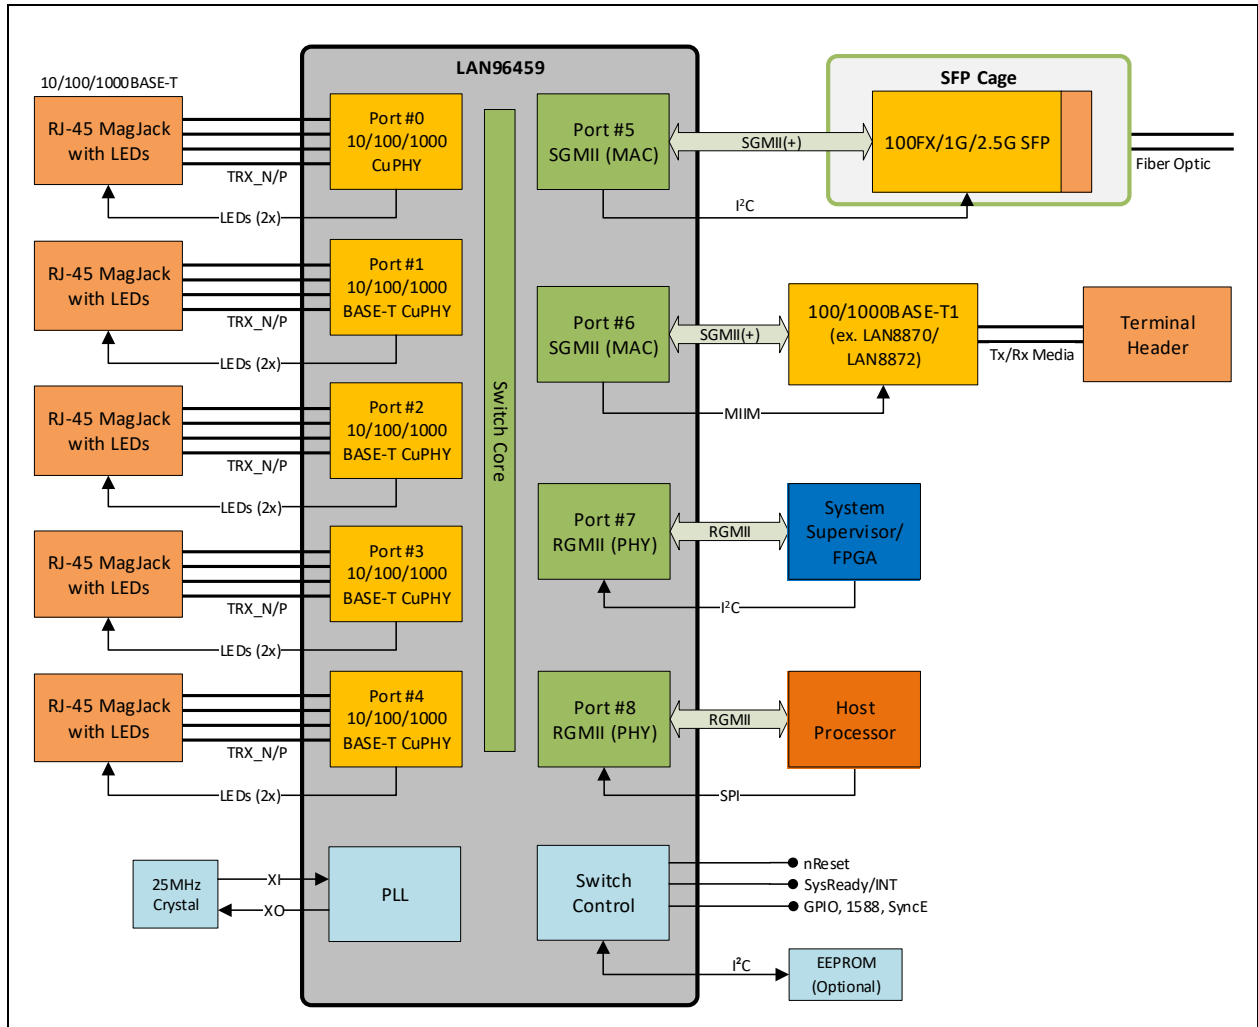 LAN96459
10/100/1000BASE-T
RJ-45 MagJack
with LEDs
TRX_N/P
LEDs (2x)
Port #0
10/100/1000
CuPHY
RJ-45 MagJack
with LEDs
TRX_N/P
LEDs (2x)
Port #1
10/100/1000
BASE-T CuPHY
RJ-45 MagJack
with LEDs
TRX_N/P
LEDs (2x)
Port #2
10/100/1000
BASE-T CuPHY
RJ-45 MagJack
with LEDs
TRX_N/P
LEDs (2x)
Port #3
10/100/1000
BASE-T CuPHY
RJ-45 MagJack
with LEDs
TRX_N/P
LEDs (2x)
Port #4
10/100/1000
BASE-T CuPHY
25MHz
Crystal
XI
XO
PLL
Switch Core
Port #5
SGMII (MAC)
SGMII(+)
I²C
SFP Cage
100FX/1G/2.5G SFP
Fiber Optic
Port #6
SGMII (MAC)
SGMII(+)
MIIM
100/1000BASE-T1
(ex. LAN8870/
LAN8872)
Tx/Rx Media
Terminal
Header
Port #7
RGMII (PHY)
RGMII
I²C
System
Supervisor/
FPGA
Port #8
RGMII (PHY)
RGMII
SPI
Host
Processor
Switch
Control
nReset
SysReady/INT
GPIO, 1588, SyncE
I²C
EEPROM
(Optional)